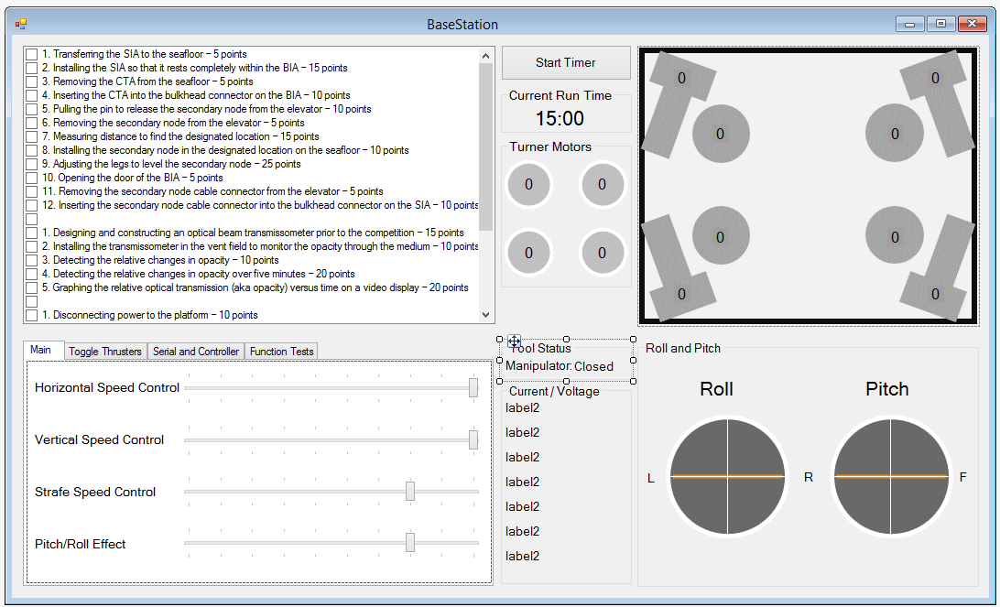 BaseStation
1. Transferring the SIA to the seafloor – 5 points
2. Installing the SIA so that it rests completely within the BIA – 15 points
3. Removing the CTA from the seafloor – 5 points
4. Inserting the CTA into the bulkhead connector on the BIA – 10 points
5. Pulling the pin to release the secondary node from the elevator – 10 points
6. Removing the secondary node from the elevator – 5 points
7. Measuring distance to find the designated location – 15 points
8. Installing the secondary node in the designated location on the seafloor – 10 points
9. Adjusting the legs to level the secondary node – 25 points
10. Opening the door of the BIA – 5 points
11. Removing the secondary node cable connector from the elevator – 5 points
12. Inserting the secondary node cable connector into the bulkhead connector on the SIA – 10 points
1. Designing and constructing an optical beam transmissometer prior to the competition – 15 points
2. Installing the transmissometer in the vent field to monitor the opacity through the medium – 10 points
3. Detecting the relative changes in opacity – 10 points
4. Detecting the relative changes in opacity over five minutes – 20 points
5. Graphing the relative optical transmission (aka opacity) versus time on a video display – 20 points
1. Disconnecting power to the platform – 10 points
Start Timer
Current Run Time
15:00
Turner Motors
0 0
0 0
0 0
0 0
0 0
0 0
Main Toggle Thrusters Serial and Controller Function Tests
Horizontal Speed Control
Vertical Speed Control
Strafe Speed Control
Pitch/Roll Effect
Tool Status
Manipulator: Closed
Current / Voltage
label2
label2
label2
label2
label2
label2
label2
Roll and Pitch
Roll Pitch
L R F